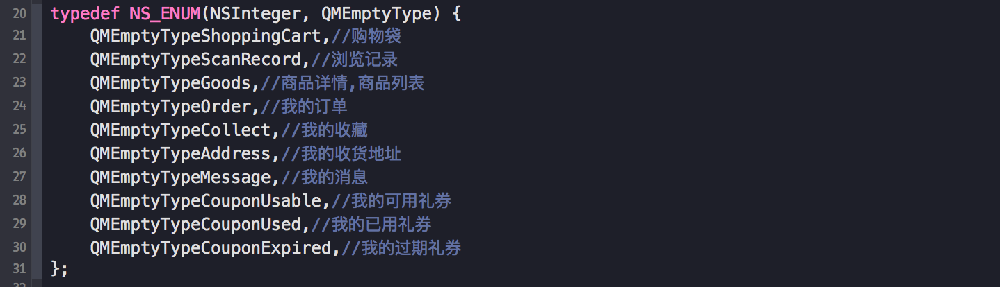 20 typedef NS_ENUM(NSInteger, QMEmptyType) {
21 QMEmptyTypeShoppingCart,//购物袋
22 QMEmptyTypeScanRecord,//浏览记录
23 QMEmptyTypeGoods,//商品详情,商品列表
24 QMEmptyTypeOrder,//我的订单
25 QMEmptyTypeCollect,//我的收藏
26 QMEmptyTypeAddress,//我的收货地址
27 QMEmptyTypeMessage,//我的消息
28 QMEmptyTypeCouponUsable,//我的可用礼券
29 QMEmptyTypeCouponUsed,//我的已用礼券
30 QMEmptyTypeCouponExpired,//我的过期礼券
31 };